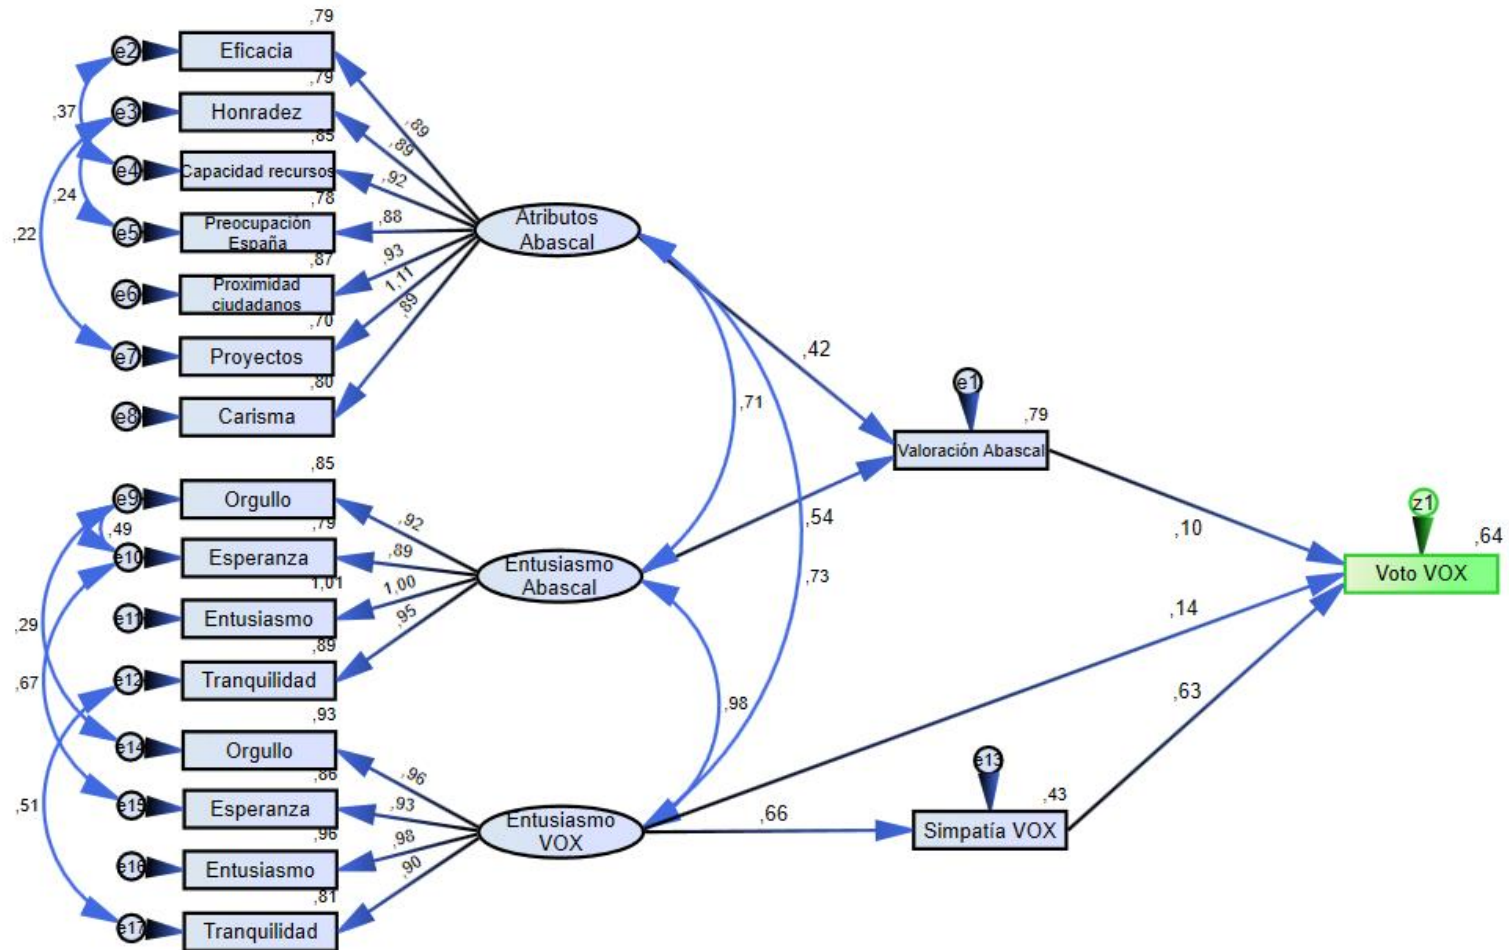 ,79
e2
Eficacia
,79
e3
Honradez
,37
,85
e4
Capacidad recursos
,78
,24
e5
Preocupación
España
,22
,87
e6
Proximidad
ciudadanos
,70
e7
Proyectos
,80
e8
Carisma
,89
,89
,92
,88
,93
1,11
,89
Atributos
Abascal
,42
,71
e1
,79
Valoración Abascal
,85
e9
Orgullo
,49
,79
e10
Esperanza
1,01
e11
Entusiasmo
,89
e12
Tranquilidad
,29
,67
,92
,89
1,00
,95
Entusiasmo
Abascal
,54
,73
,10
z1
,64
Voto VOX
,14
,63
,98
,93
e14
Orgullo
,86
e15
Esperanza
,51
,96
e16
Entusiasmo
,81
e17
Tranquilidad
,96
,93
,98
,90
Entusiasmo
VOX
,66
e13
,43
Simpatía VOX